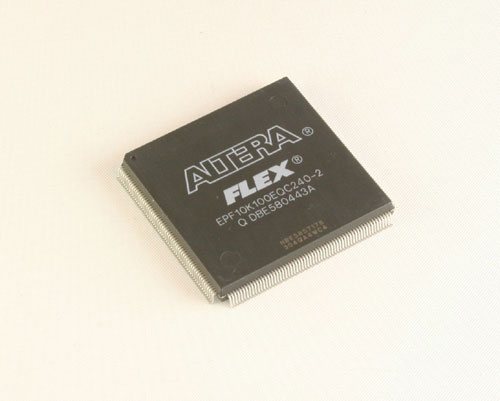 ALTERA®
FLEX®
EPF10K100EQC240-2
Q DBE580443A